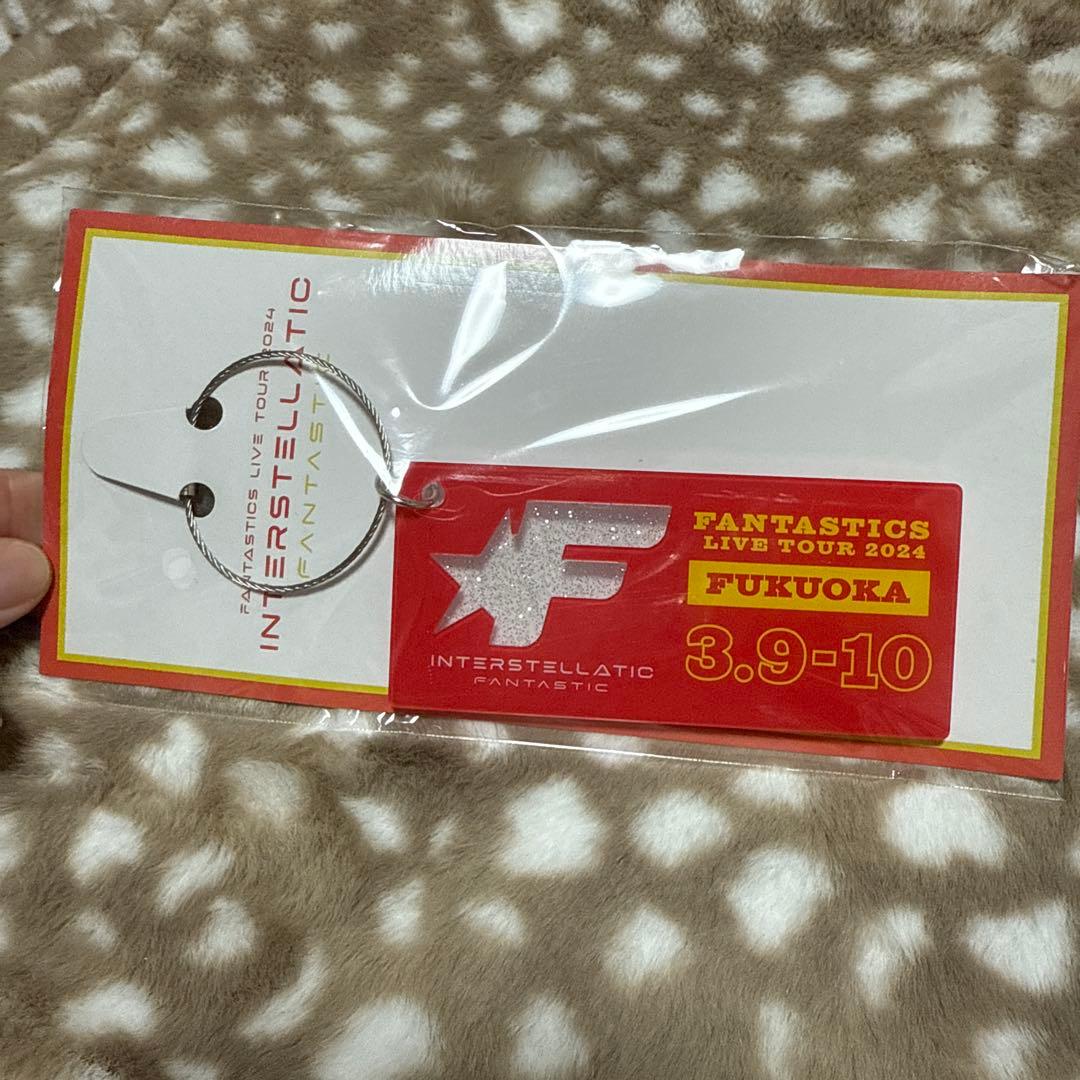 FANTASTICS LIVE TOUR 2024
INTERSTELLATIC
FANTASTIC
INTERSTELLATIC
FANTASTIC
FANTASTICS
LIVE TOUR 2024
FUKUOKA
3.9-10